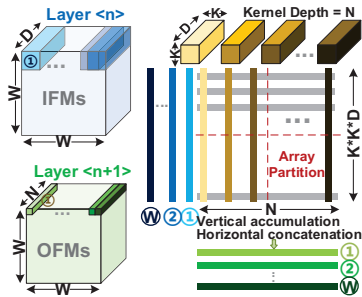 Layer <n>
D
①
...
W
IFMs
W
Layer <n+1>
N
①
...
W
OFMs
W
K
K
Kernel Depth = N
...
...
K*K*D
Array
Partition
W
②
①
N
Vertical accumulation
Horizontal concatenation
①
②
⋮
W